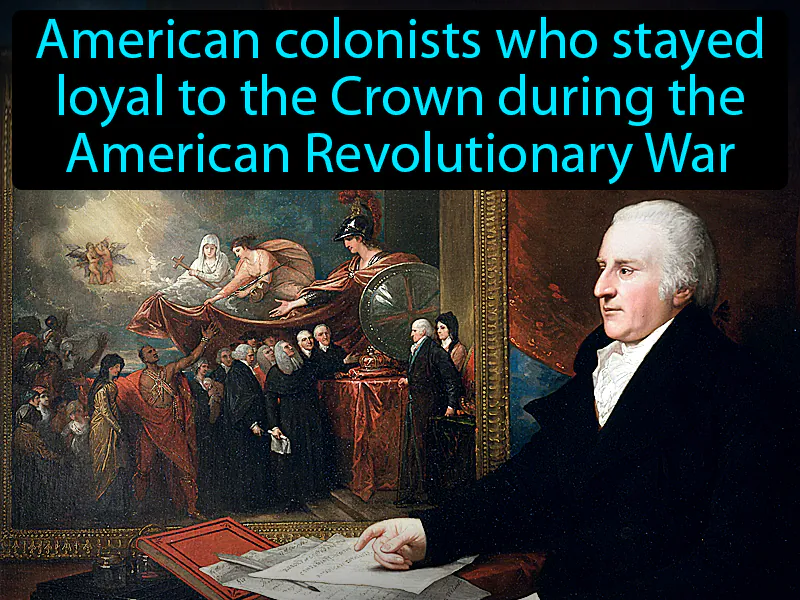 American colonists who stayed
loyal to the Crown during the
American Revolutionary War